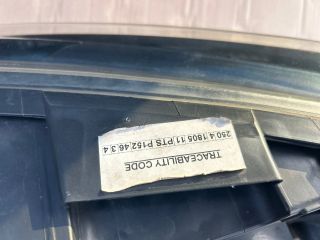 TRACEABILITY CODE
250.4.1805.11.PTS P152.46.3.4